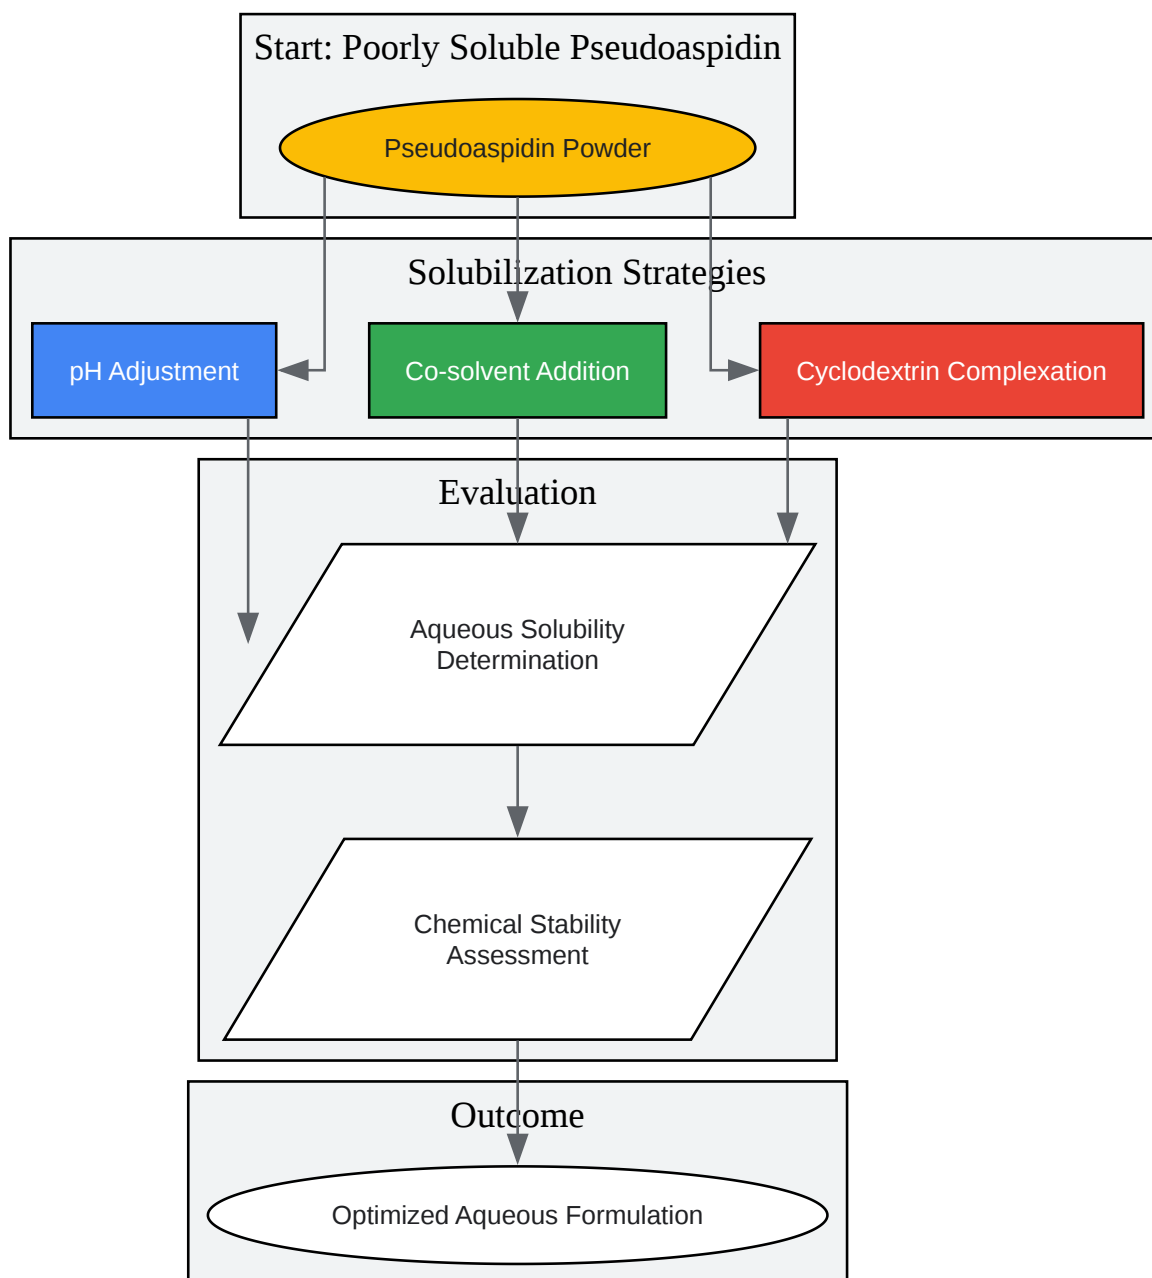 Start: Poorly Soluble Pseudoaspidin
Pseudoaspidin Powder
Solubilization Strategies
pH Adjustment
Co-solvent Addition
Cyclodextrin Complexation
Evaluation
Aqueous Solubility
Determination
Chemical Stability
Assessment
Outcome
Optimized Aqueous Formulation